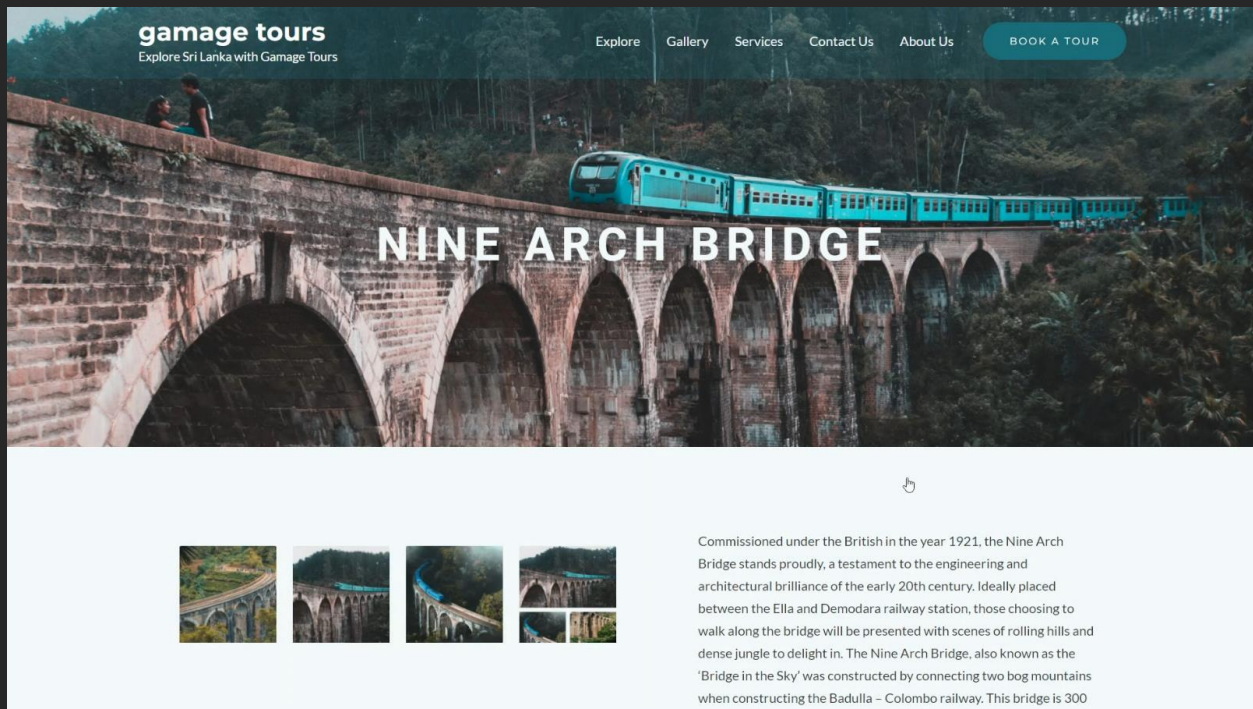 gamage tours
Explore Sri Lanka with Gamage Tours
Explore Gallery Services Contact Us About Us BOOK A TOUR
NINE ARCH BRIDGE
Commissioned under the British in the year 1921, the Nine Arch
Bridge stands proudly, a testament to the engineering and
architectural brilliance of the early 20th century. Ideally placed
between the Ella and Demodara railway station, those choosing to
walk along the bridge will be presented with scenes of rolling hills and
dense jungle to delight in. The Nine Arch Bridge, also known as the
‘Bridge in the Sky’ was constructed by connecting two bog mountains
when constructing the Badulla – Colombo railway. This bridge is 300